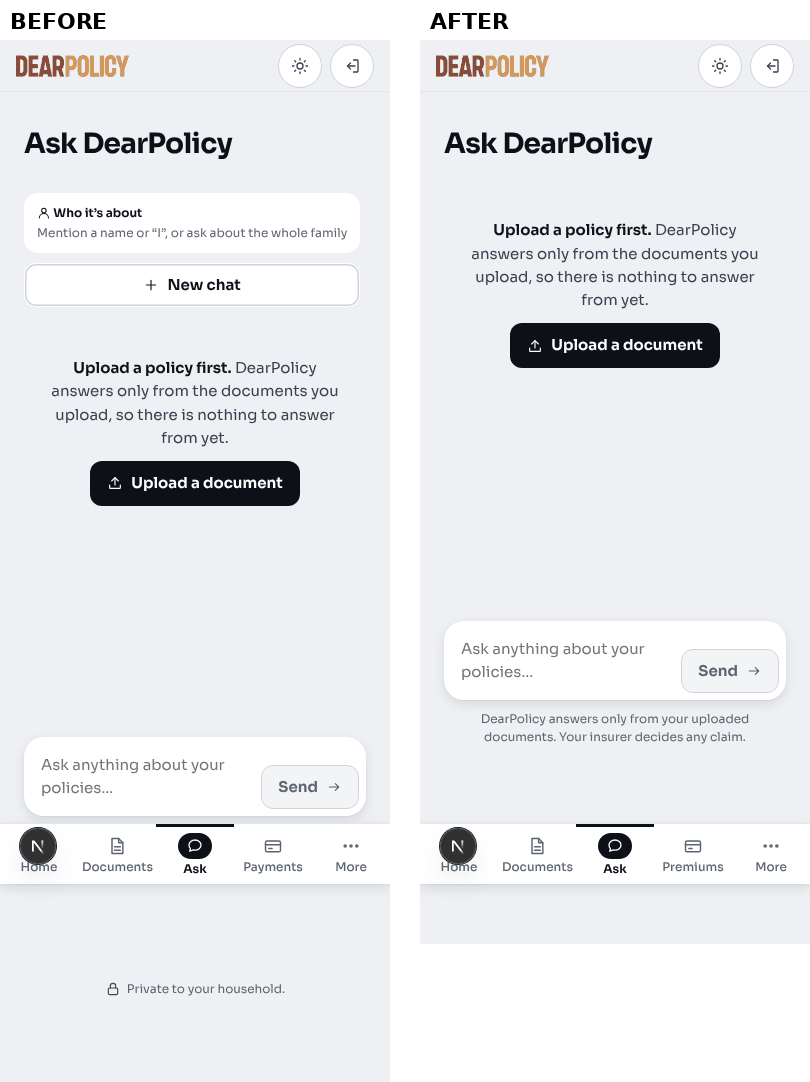 BEFORE
DEARPOLICY
Ask DearPolicy
Who it’s about
Mention a name or “I”, or ask about the whole family
+ New chat
Upload a policy first. DearPolicy
answers only from the documents you
upload, so there is nothing to answer
from yet.
Upload a document
Ask anything about your
policies...
Send →
N
Home
Documents
Ask
Payments
More
Private to your household.
AFTER
DEARPOLICY
Ask DearPolicy
Upload a policy first. DearPolicy
answers only from the documents you
upload, so there is nothing to answer
from yet.
Upload a document
Ask anything about your
policies...
Send →
DearPolicy answers only from your uploaded
documents. Your insurer decides any claim.
N
Home
Documents
Ask
Premiums
More